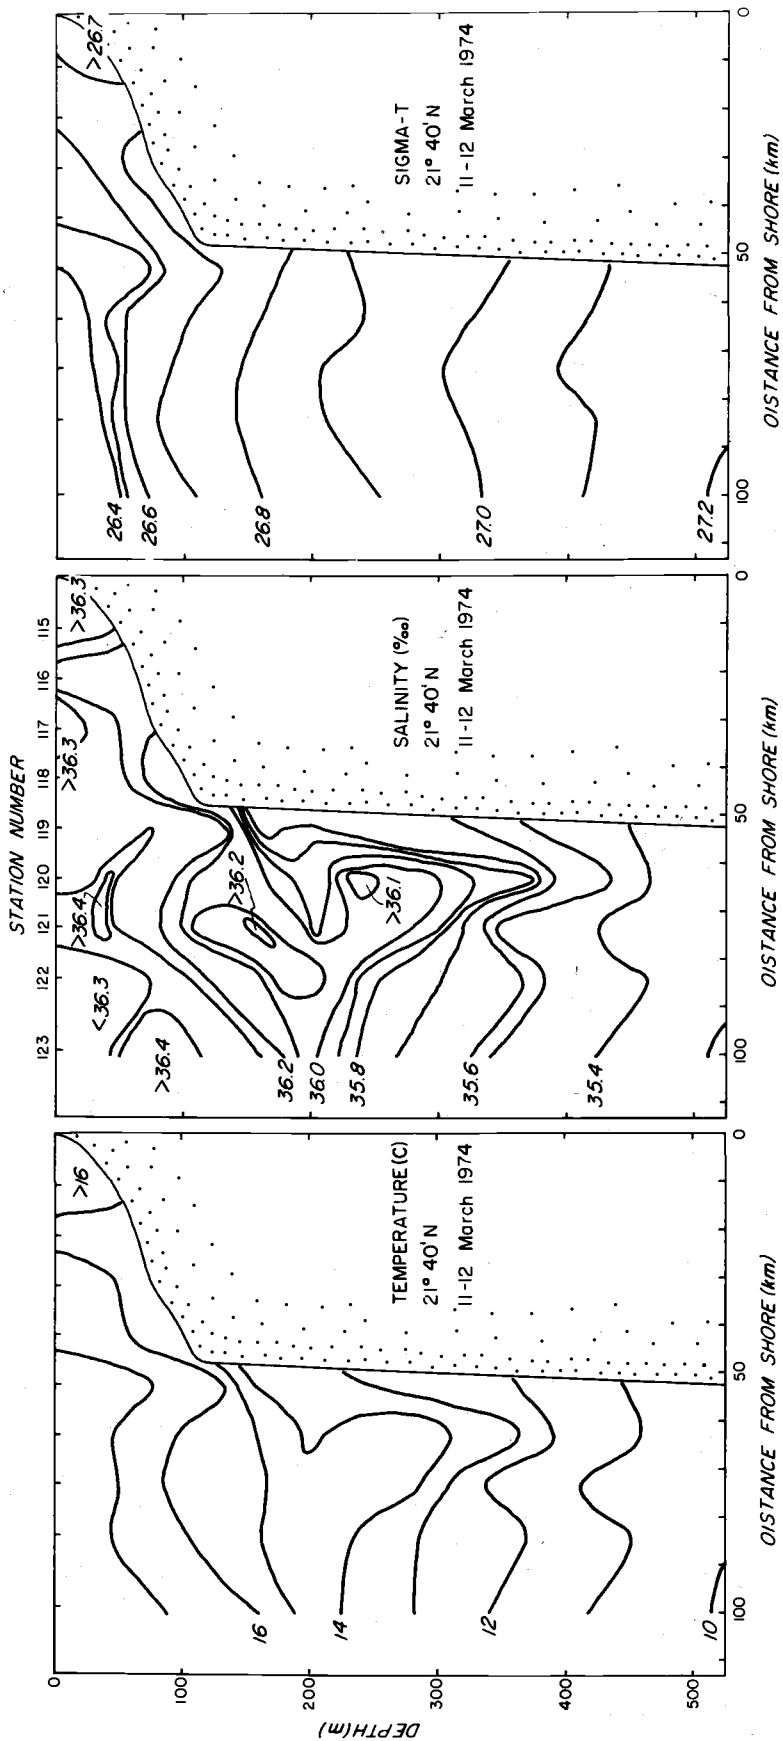 STATION NUMBER
123 122 121 120 119 118 117 116 115
DEPTH (m)
0
100
200
300
400
500
>16
16
14
12
10
TEMPERATURE (C)
21° 40' N
11-12 March 1974
100 50 0
DISTANCE FROM SHORE (km)
<36.3
>36.4
>36.4
>36.3
>36.3
>36.2
>36.1
36.2
36.0
35.8
35.6
35.4
SALINITY (‰)
21° 40' N
11-12 March 1974
100 50 0
DISTANCE FROM SHORE (km)
>26.7
26.4
26.6
26.8
27.0
27.2
SIGMA-T
21° 40' N
11-12 March 1974
100 50 0
DISTANCE FROM SHORE (km)